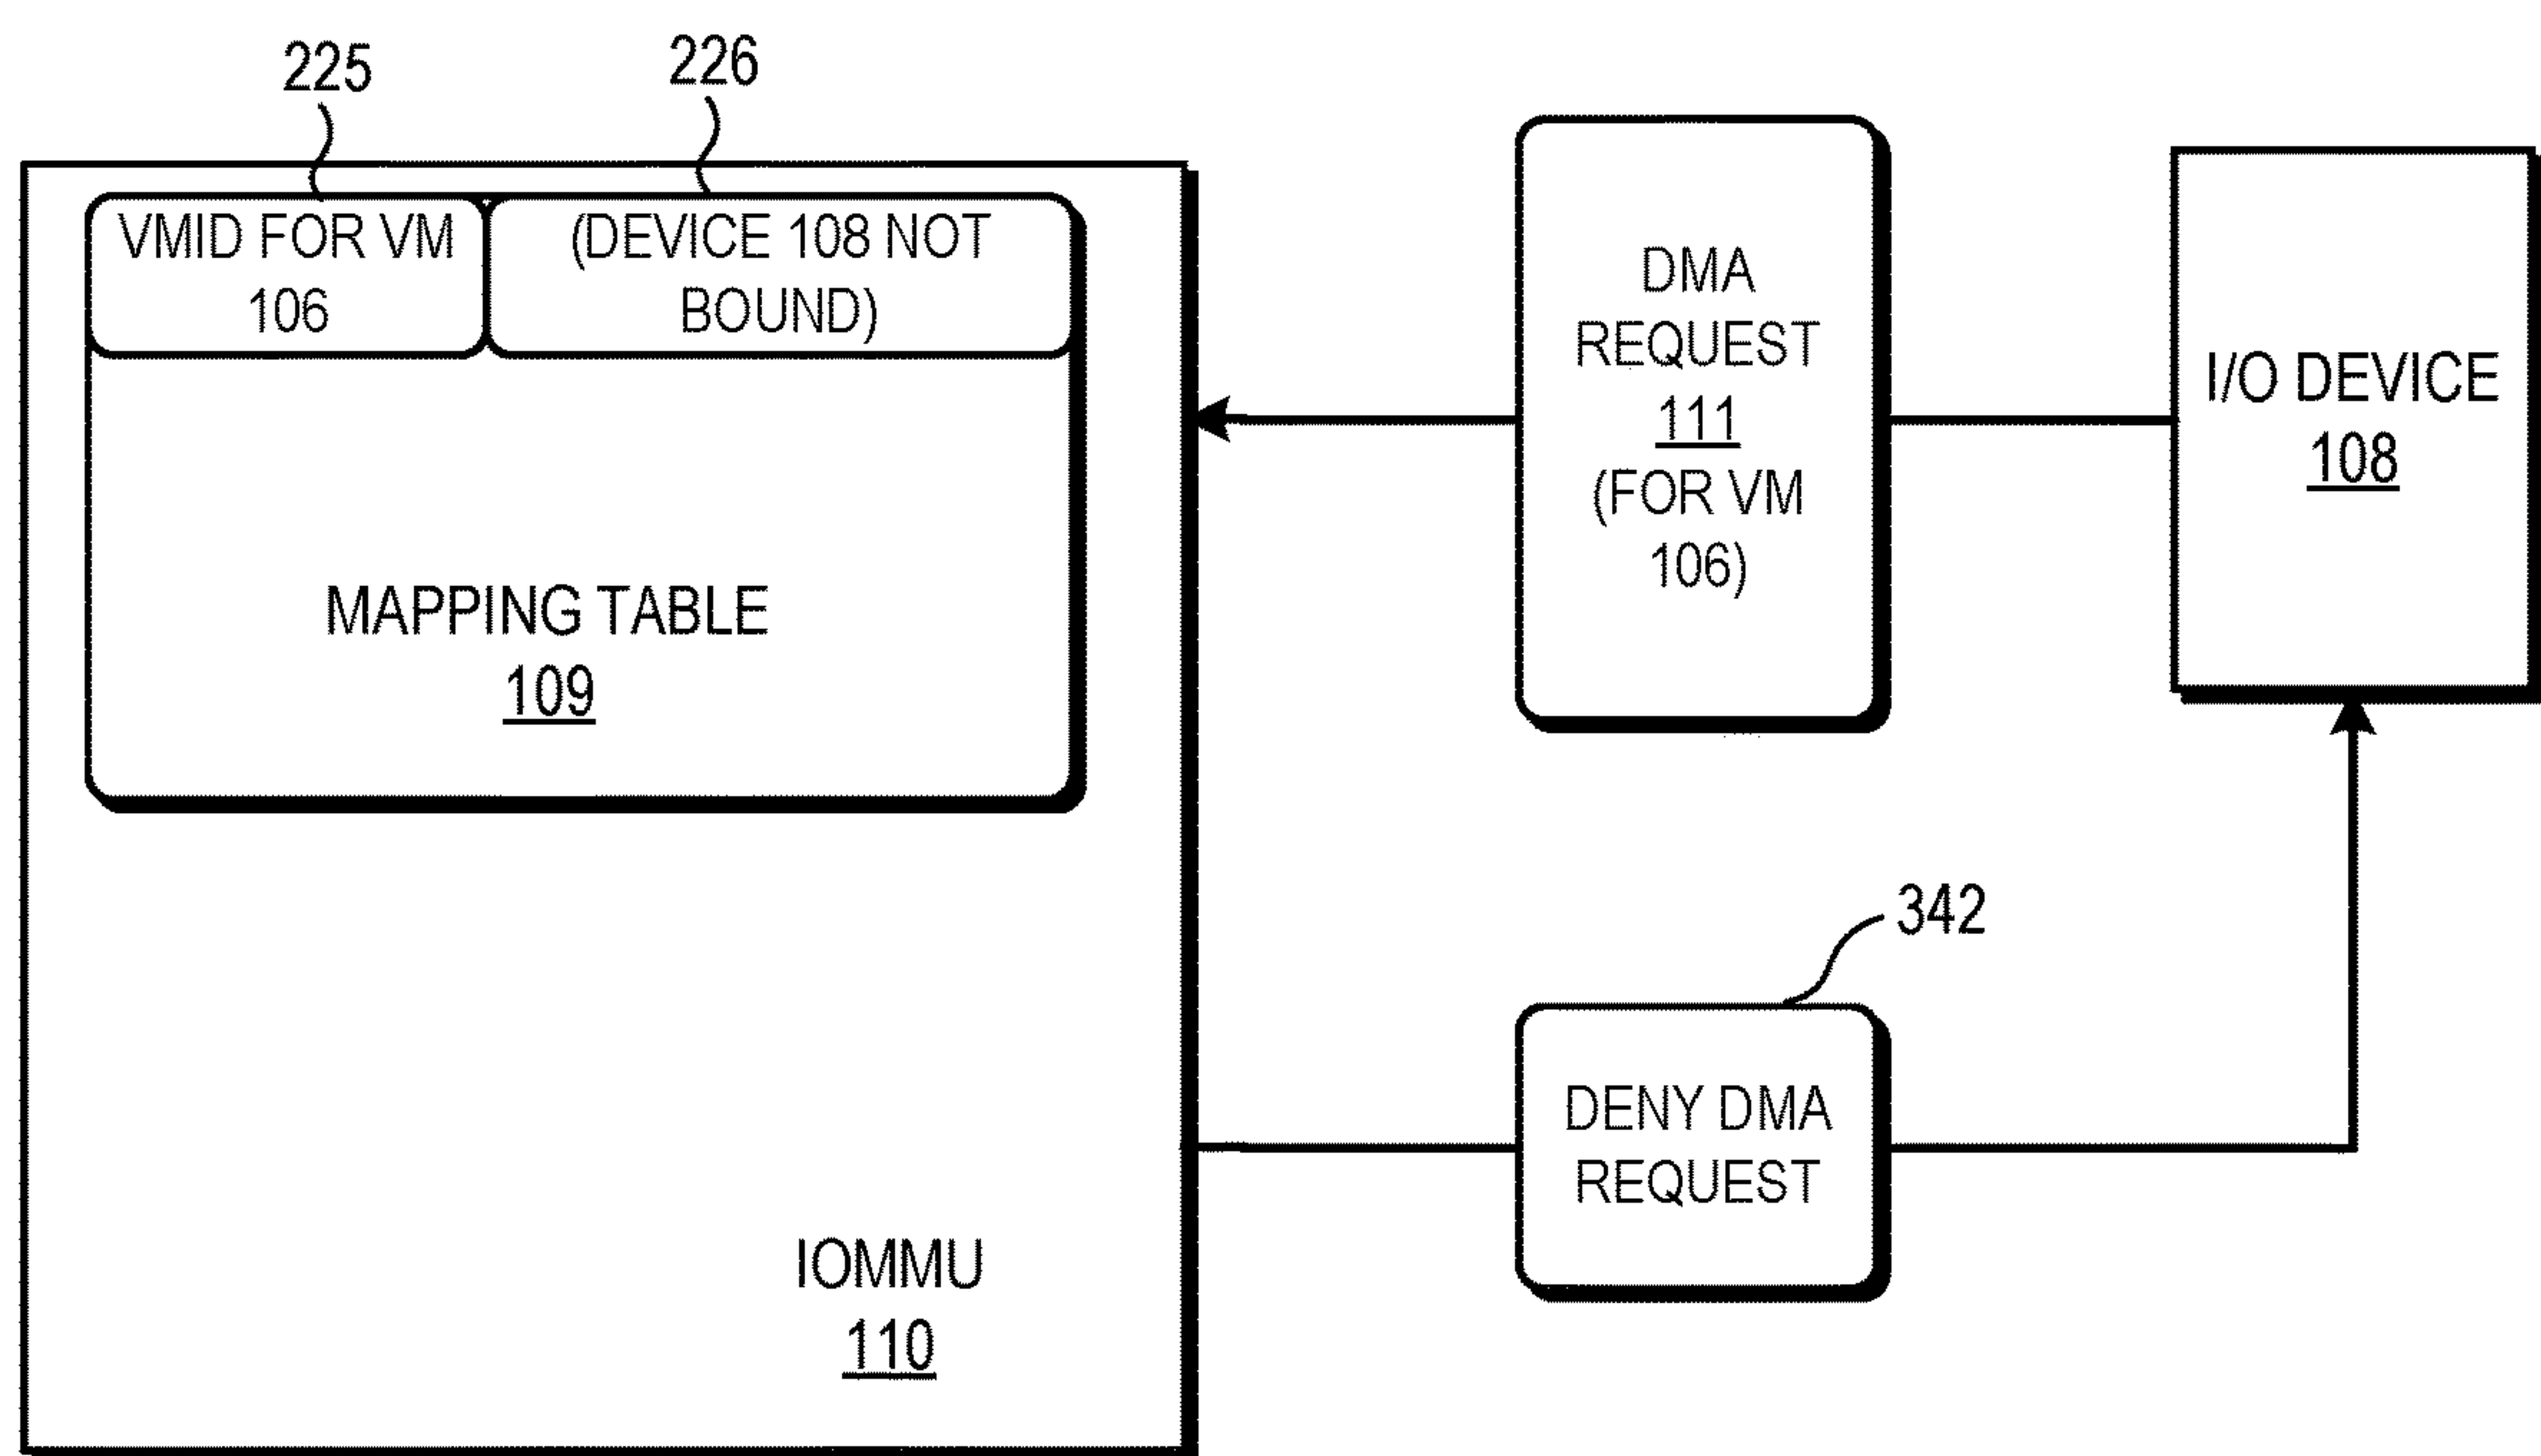 225
226
VMID FOR VM
106
(DEVICE 108 NOT
BOUND)
MAPPING TABLE
109
IOMMU
110
DMA
REQUEST
111
(FOR VM
106)
I/O DEVICE
108
342
DENY DMA
REQUEST